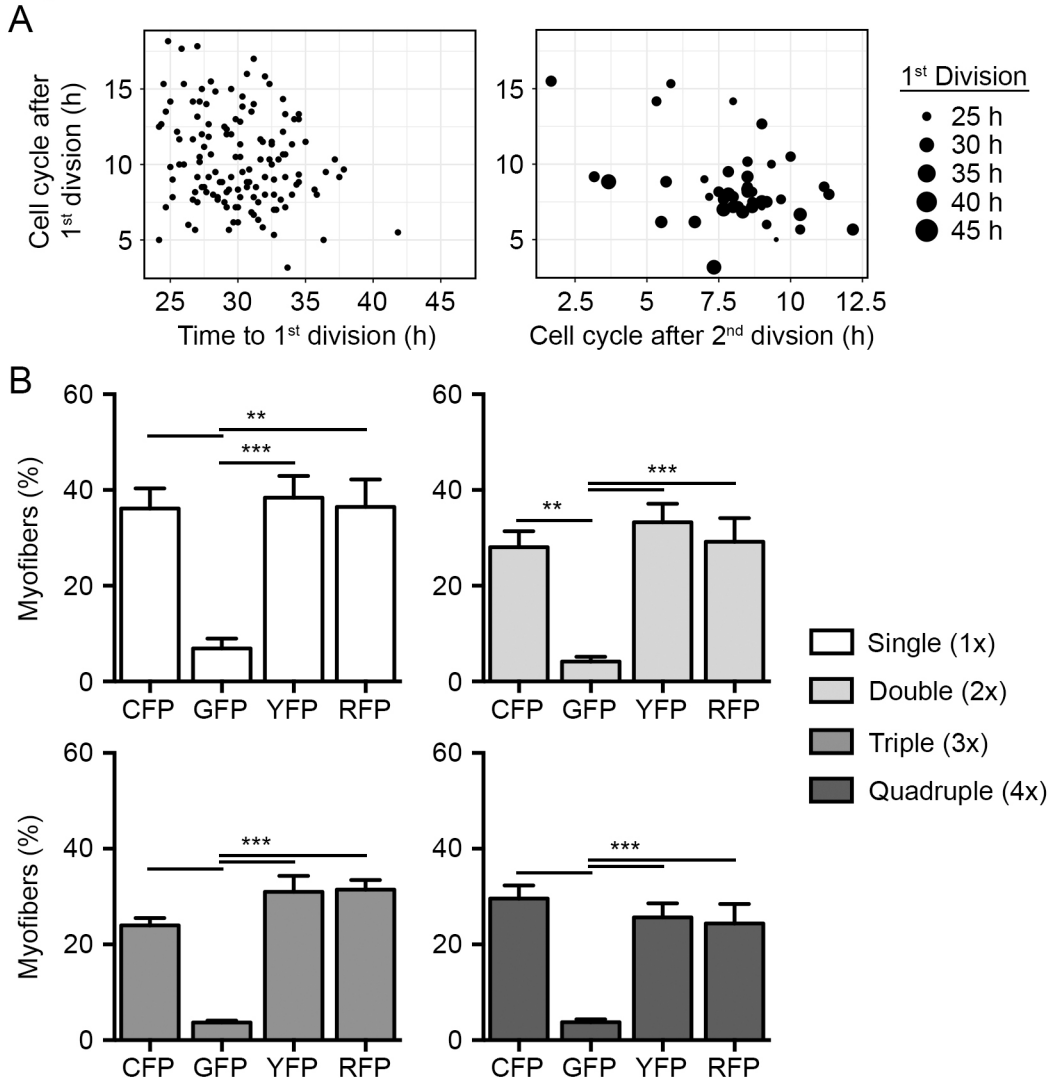 A
Cell cycle after
1st divsion (h)
15
10
5
25 30 35 40 45
Time to 1st division (h)
15
10
5
2.5 5 7.5 10 12.5
Cell cycle after 2nd divsion (h)
1st Division
25 h
30 h
35 h
40 h
45 h
B
Myofibers (%)
60
40
20
0
**
***
CFP GFP YFP RFP
60
40
20
0
***
**
CFP GFP YFP RFP
Single (1x)
Double (2x)
Triple (3x)
Quadruple (4x)
Myofibers (%)
60
40
20
0
***
CFP GFP YFP RFP
60
40
20
0
***
CFP GFP YFP RFP